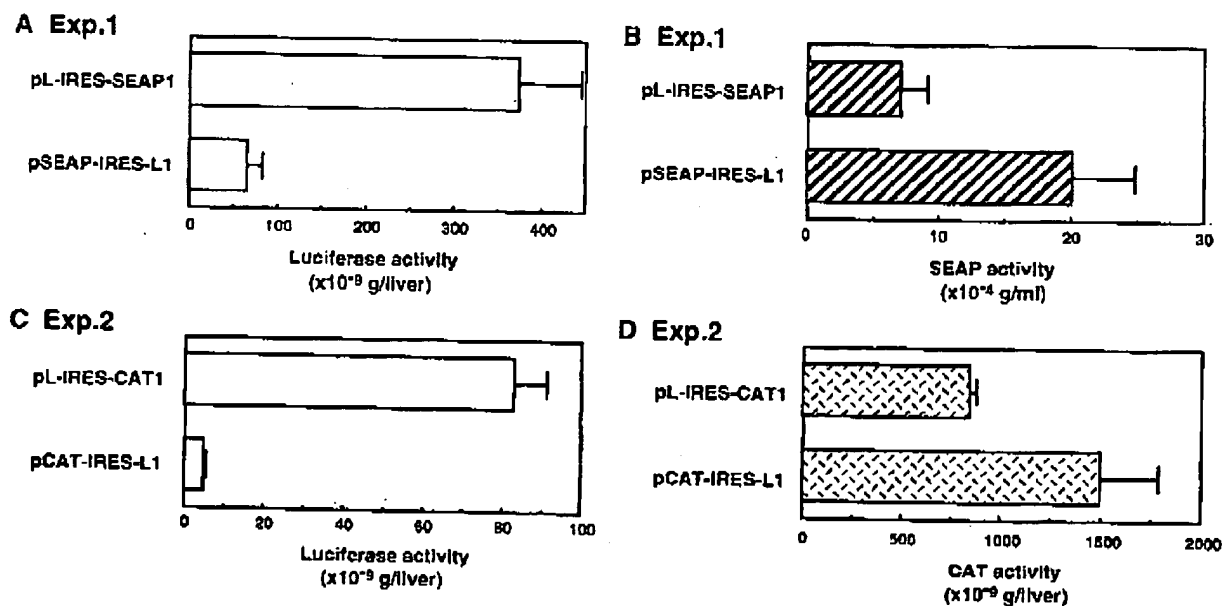 A Exp.1
pL-IRES-SEAP1
pSEAP-IRES-L1
0 100 200 300 400
Luciferase activity
(x10⁻⁹ g/liver)
B Exp.1
pL-IRES-SEAP1
pSEAP-IRES-L1
0 10 20 30
SEAP activity
(x10⁻⁴ g/ml)
C Exp.2
pL-IRES-CAT1
pCAT-IRES-L1
0 20 40 60 80 100
Luciferase activity
(x10⁻⁹ g/liver)
D Exp.2
pL-IRES-CAT1
pCAT-IRES-L1
0 500 1000 1500 2000
CAT activity
(x10⁻⁹ g/liver)